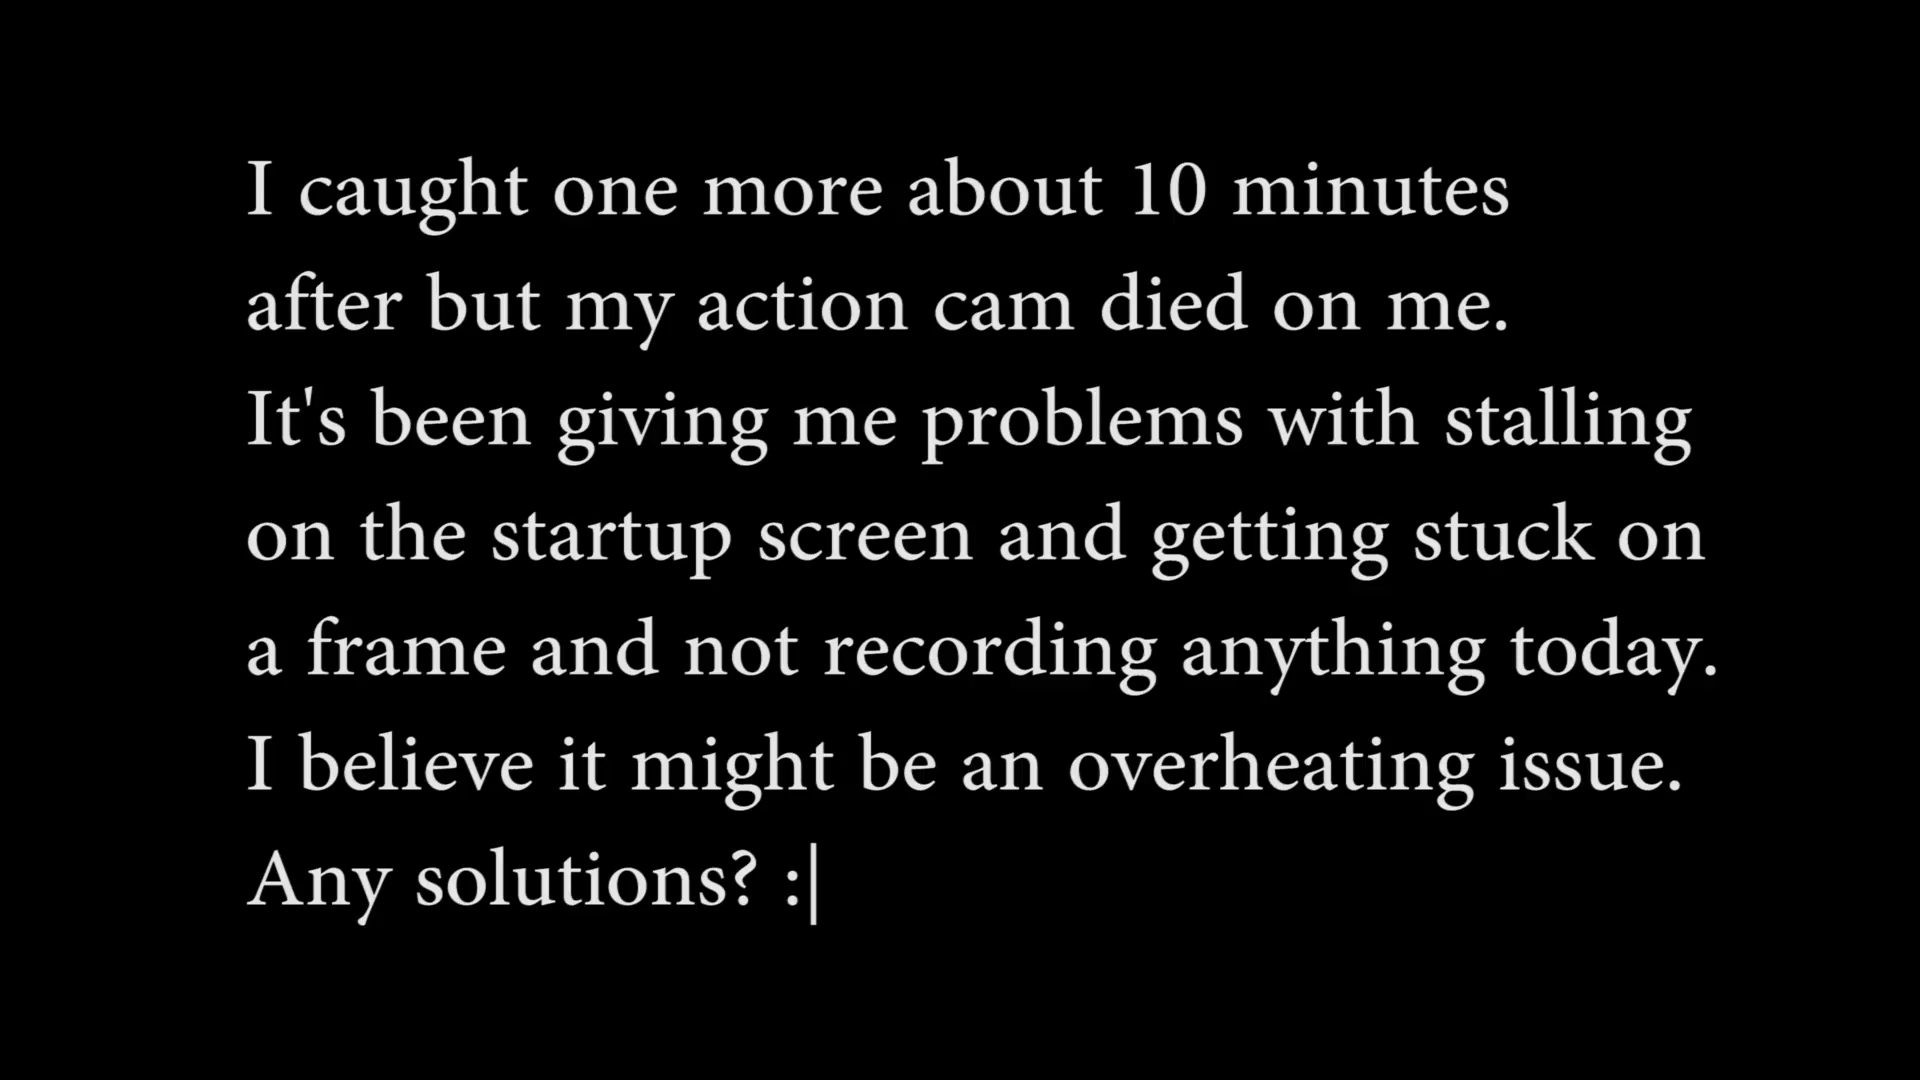 I caught one more about 10 minutes
after but my action cam died on me.
It's been giving me problems with stalling
on the startup screen and getting stuck on
a frame and not recording anything today.
I believe it might be an overheating issue.
Any solutions? :|